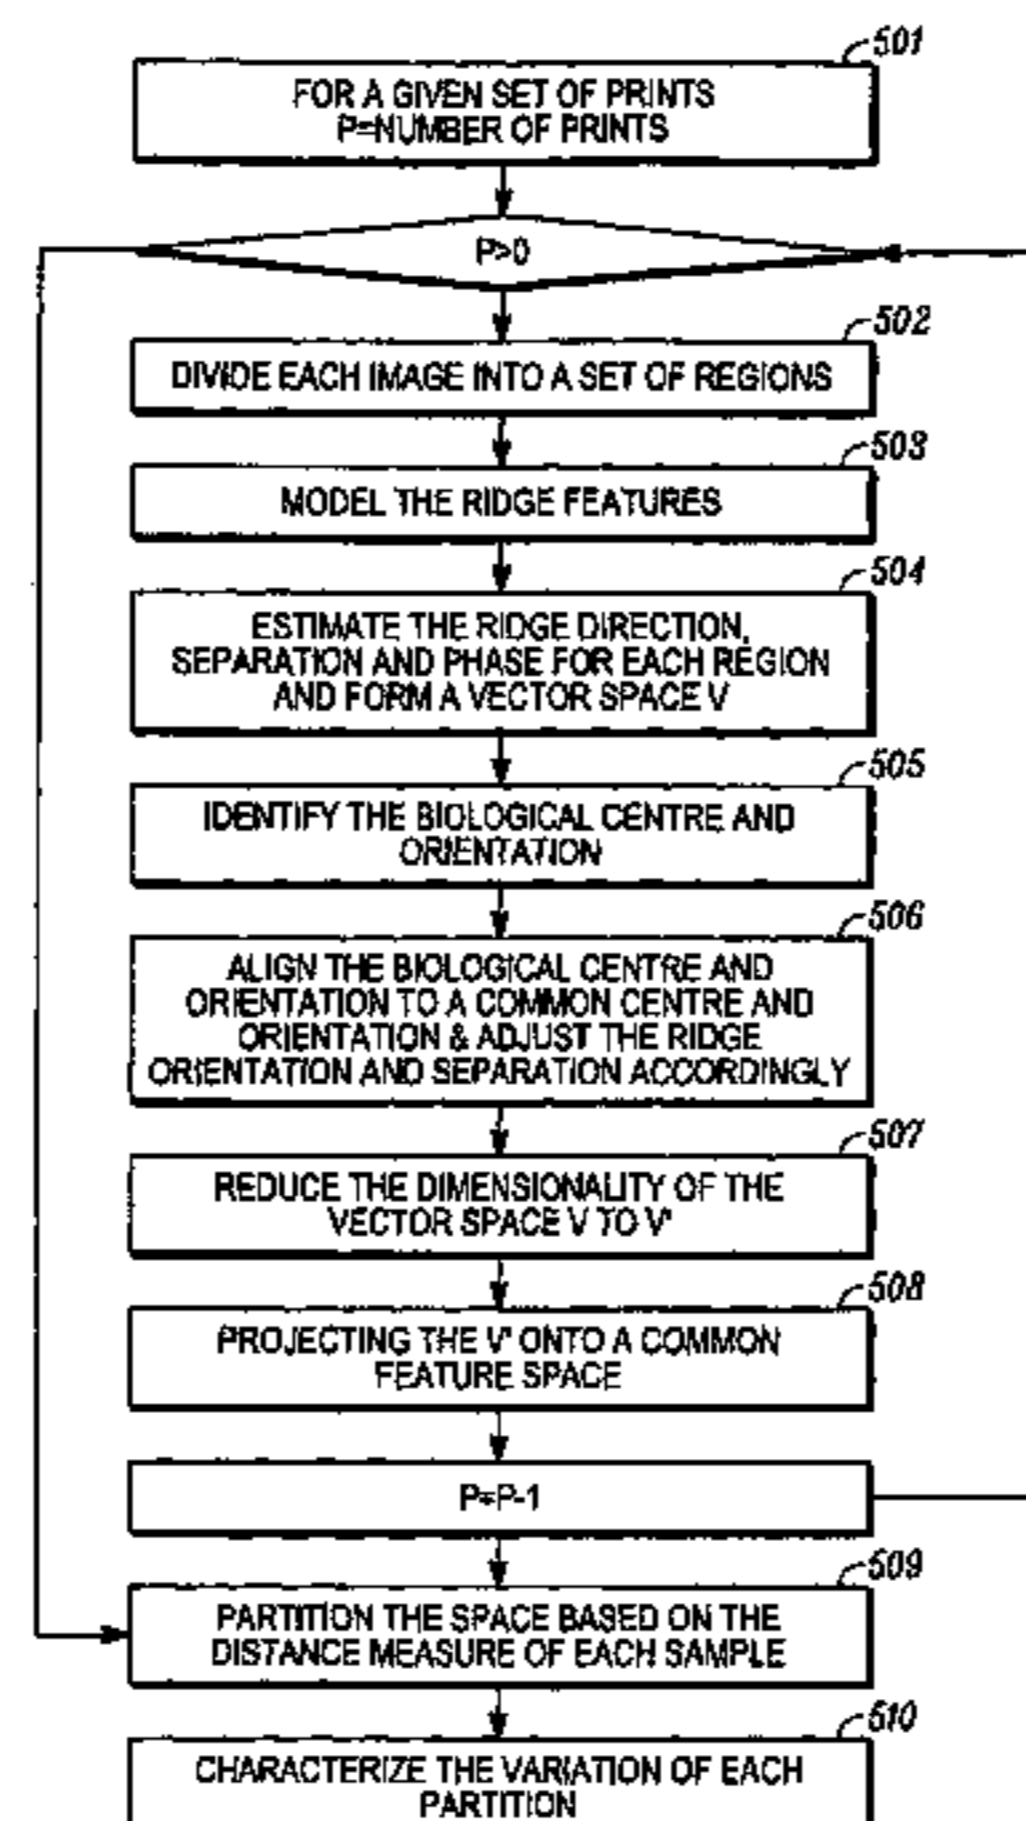 501
FOR A GIVEN SET OF PRINTS
P=NUMBER OF PRINTS
P>0
502
DIVIDE EACH IMAGE INTO A SET OF REGIONS
503
MODEL THE RIDGE FEATURES
504
ESTIMATE THE RIDGE DIRECTION,
SEPARATION AND PHASE FOR EACH REGION
AND FORM A VECTOR SPACE V
505
IDENTIFY THE BIOLOGICAL CENTRE AND
ORIENTATION
506
ALIGN THE BIOLOGICAL CENTRE AND
ORIENTATION TO A COMMON CENTRE AND
ORIENTATION & ADJUST THE RIDGE
ORIENTATION AND SEPARATION ACCORDINGLY
507
REDUCE THE DIMENSIONALITY OF THE
VECTOR SPACE V TO V'
508
PROJECTING THE V' ONTO A COMMON
FEATURE SPACE
P=P-1
509
PARTITION THE SPACE BASED ON THE
DISTANCE MEASURE OF EACH SAMPLE
510
CHARACTERIZE THE VARIATION OF EACH
PARTITION